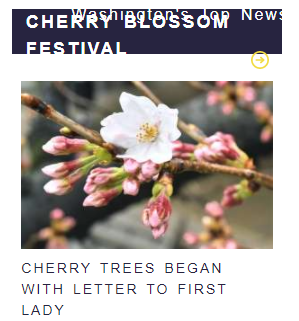 Washington's Top News
CHERRY BLOSSOM
FESTIVAL
CHERRY TREES BEGAN
WITH LETTER TO FIRST
LADY